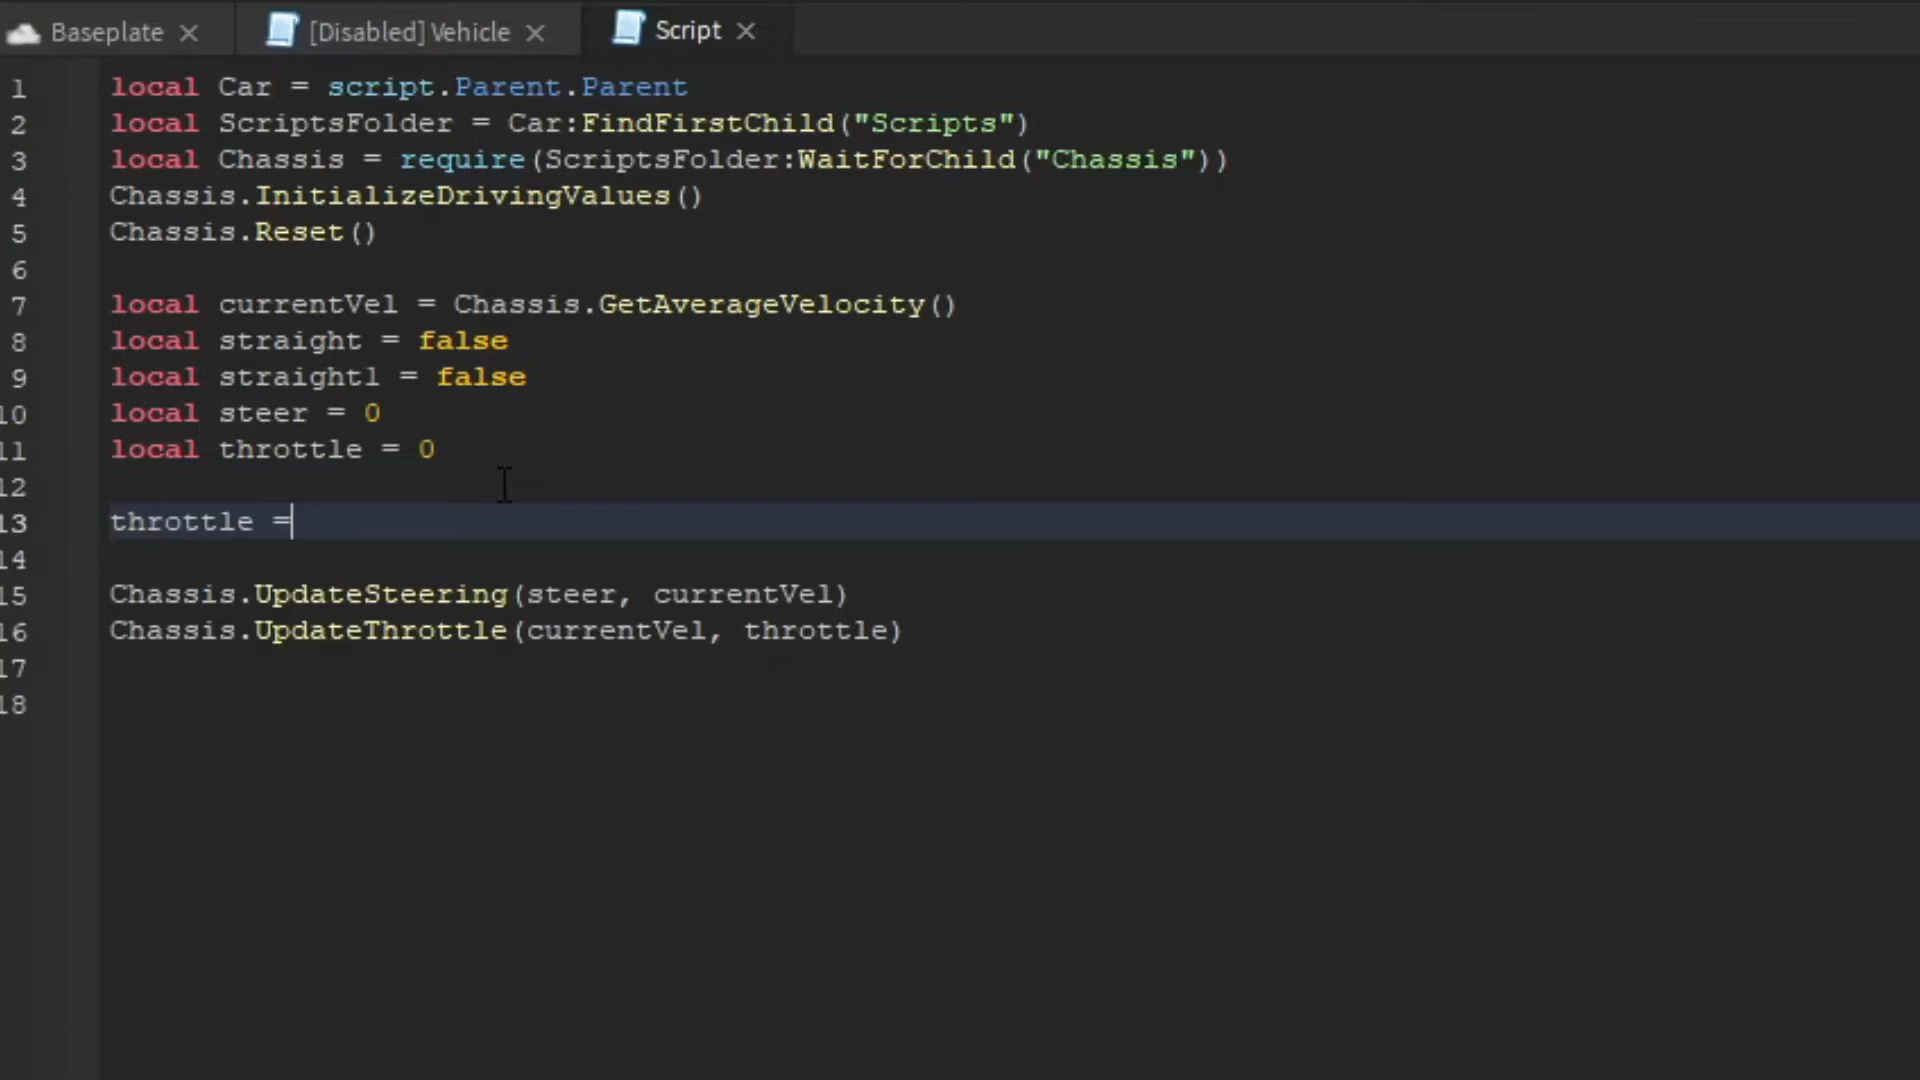 Baseplate × [Disabled] Vehicle × Script ×
1 local Car = script.Parent.Parent
2 local ScriptsFolder = Car:FindFirstChild("Scripts")
3 local Chassis = require(ScriptsFolder:WaitForChild("Chassis"))
4 Chassis.InitializeDrivingValues()
5 Chassis.Reset()
6
7 local currentVel = Chassis.GetAverageVelocity()
8 local straight = false
9 local straightl = false
10 local steer = 0
11 local throttle = 0
12
13 throttle =
14
15 Chassis.UpdateSteering(steer, currentVel)
16 Chassis.UpdateThrottle(currentVel, throttle)
17
18